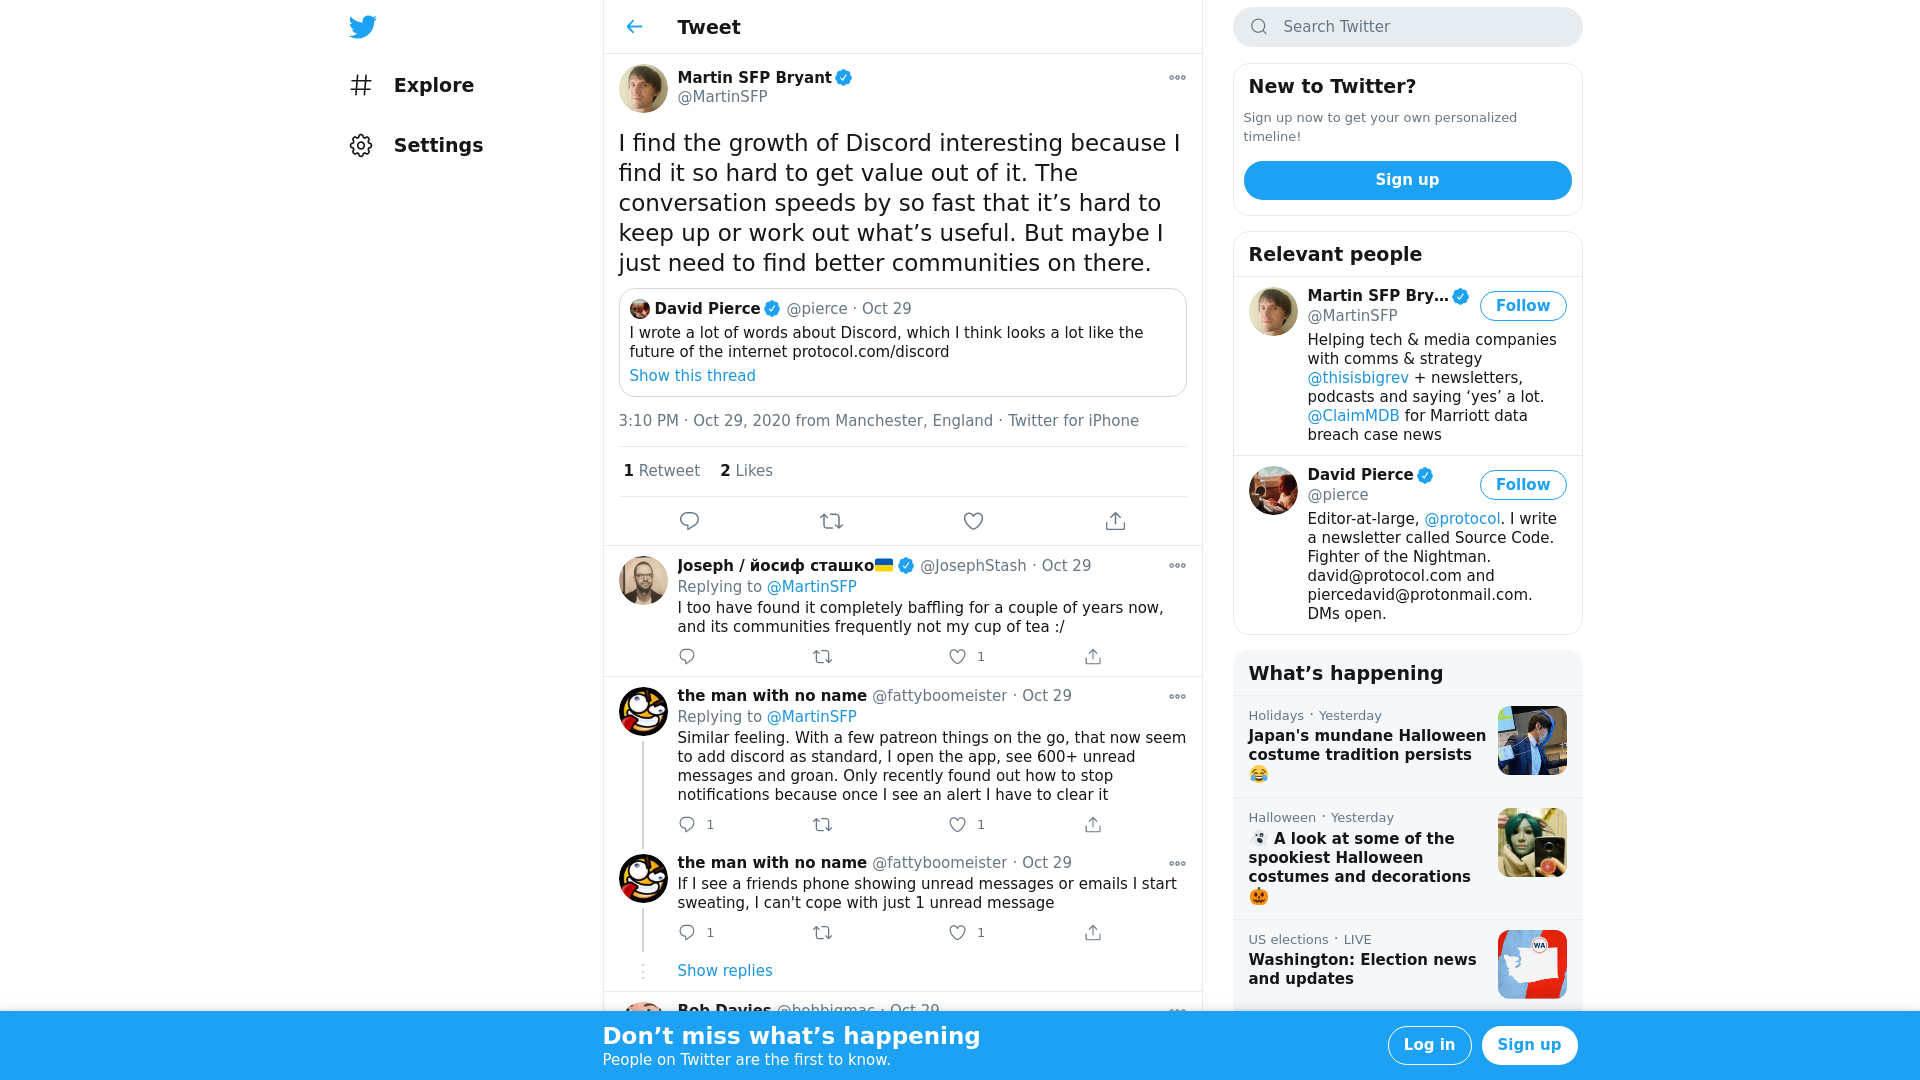 Explore
Settings
Tweet
Martin SFP Bryant
@MartinSFP
I find the growth of Discord interesting because I
find it so hard to get value out of it. The
conversation speeds by so fast that it’s hard to
keep up or work out what’s useful. But maybe I
just need to find better communities on there.
David Pierce @pierce · Oct 29
I wrote a lot of words about Discord, which I think looks a lot like the
future of the internet protocol.com/discord
Show this thread
3:10 PM · Oct 29, 2020 from Manchester, England · Twitter for iPhone
1 Retweet 2 Likes
Joseph / йосиф сташко @JosephStash · Oct 29
Replying to @MartinSFP
I too have found it completely baffling for a couple of years now,
and its communities frequently not my cup of tea :/
1
the man with no name @fattyboomeister · Oct 29
Replying to @MartinSFP
Similar feeling. With a few patreon things on the go, that now seem
to add discord as standard, I open the app, see 600+ unread
messages and groan. Only recently found out how to stop
notifications because once I see an alert I have to clear it
1 1
the man with no name @fattyboomeister · Oct 29
If I see a friends phone showing unread messages or emails I start
sweating, I can't cope with just 1 unread message
1 1
Show replies
Bob Davies @bobbigmac · Oct 29
Search Twitter
New to Twitter?
Sign up now to get your own personalized
timeline!
Sign up
Relevant people
Martin SFP Bry... Follow
@MartinSFP
Helping tech & media companies
with comms & strategy
@thisisbigrev + newsletters,
podcasts and saying ‘yes’ a lot.
@ClaimMDB for Marriott data
breach case news
David Pierce Follow
@pierce
Editor-at-large, @protocol. I write
a newsletter called Source Code.
Fighter of the Nightman.
david@protocol.com and
piercedavid@protonmail.com.
DMs open.
What’s happening
Holidays · Yesterday
Japan's mundane Halloween
costume tradition persists
😂
Halloween · Yesterday
👻 A look at some of the
spookiest Halloween
costumes and decorations
🎃
US elections · LIVE
Washington: Election news
and updates
WA
Don’t miss what’s happening
People on Twitter are the first to know.
Log in Sign up